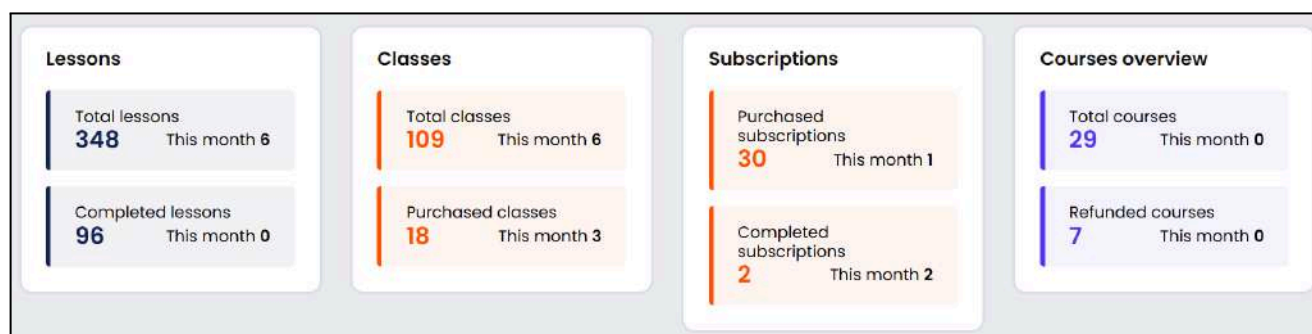 Lessons
Total lessons
348 This month 6
Completed lessons
96 This month 0
Classes
Total classes
109 This month 6
Purchased classes
18 This month 3
Subscriptions
Purchased
subscriptions
30 This month 1
Completed
subscriptions
2 This month 2
Courses overview
Total courses
29 This month 0
Refunded courses
7 This month 0